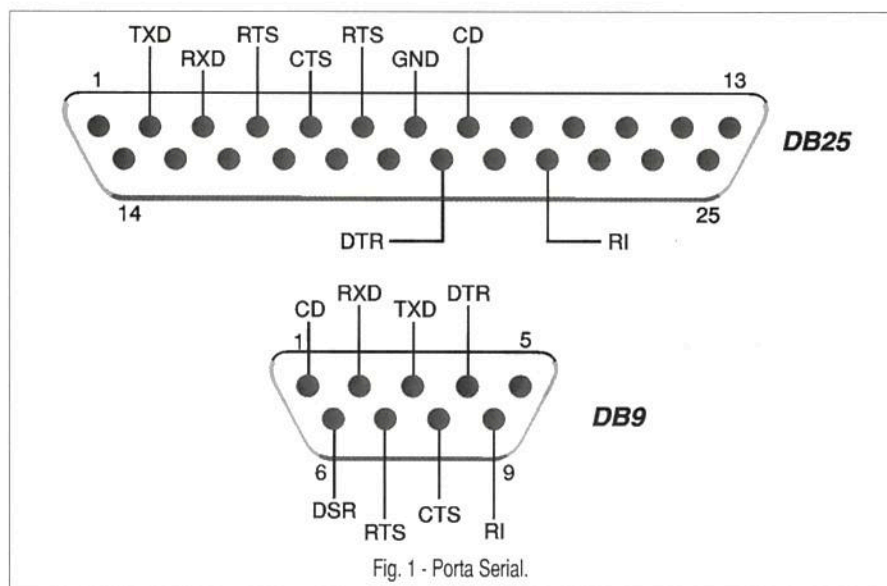 TXD RTS RTS CD
RXD CTS GND
1 13
DB25
14 25
DTR RI
RXD DTR
CD TXD
1 5
DB9
6 9
DSR CTS RI
RTS
Fig. 1 - Porta Serial.